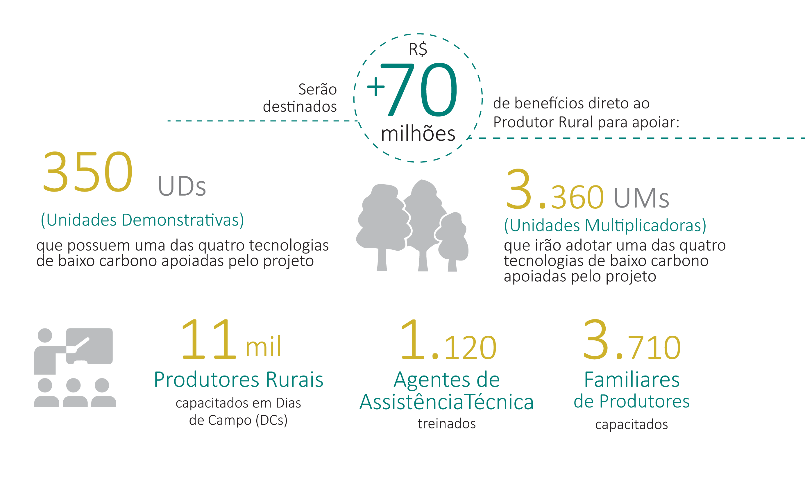 Serão
destinados
R$
+70
milhões
de benefícios direto ao
Produtor Rural para apoiar:
350 UDs
(Unidades Demonstrativas)
que possuem uma das quatro tecnologias
de baixo carbono apoiadas pelo projeto
3.360 UMs
(Unidades Multiplicadoras)
que irão adotar uma das quatro
tecnologias de baixo carbono
apoiadas pelo projeto
11 mil
Produtores Rurais
capacitados em Dias
de Campo (DCs)
1.120
Agentes de
AssistênciaTécnica
treinados
3.710
Familiares
de Produtores
capacitados